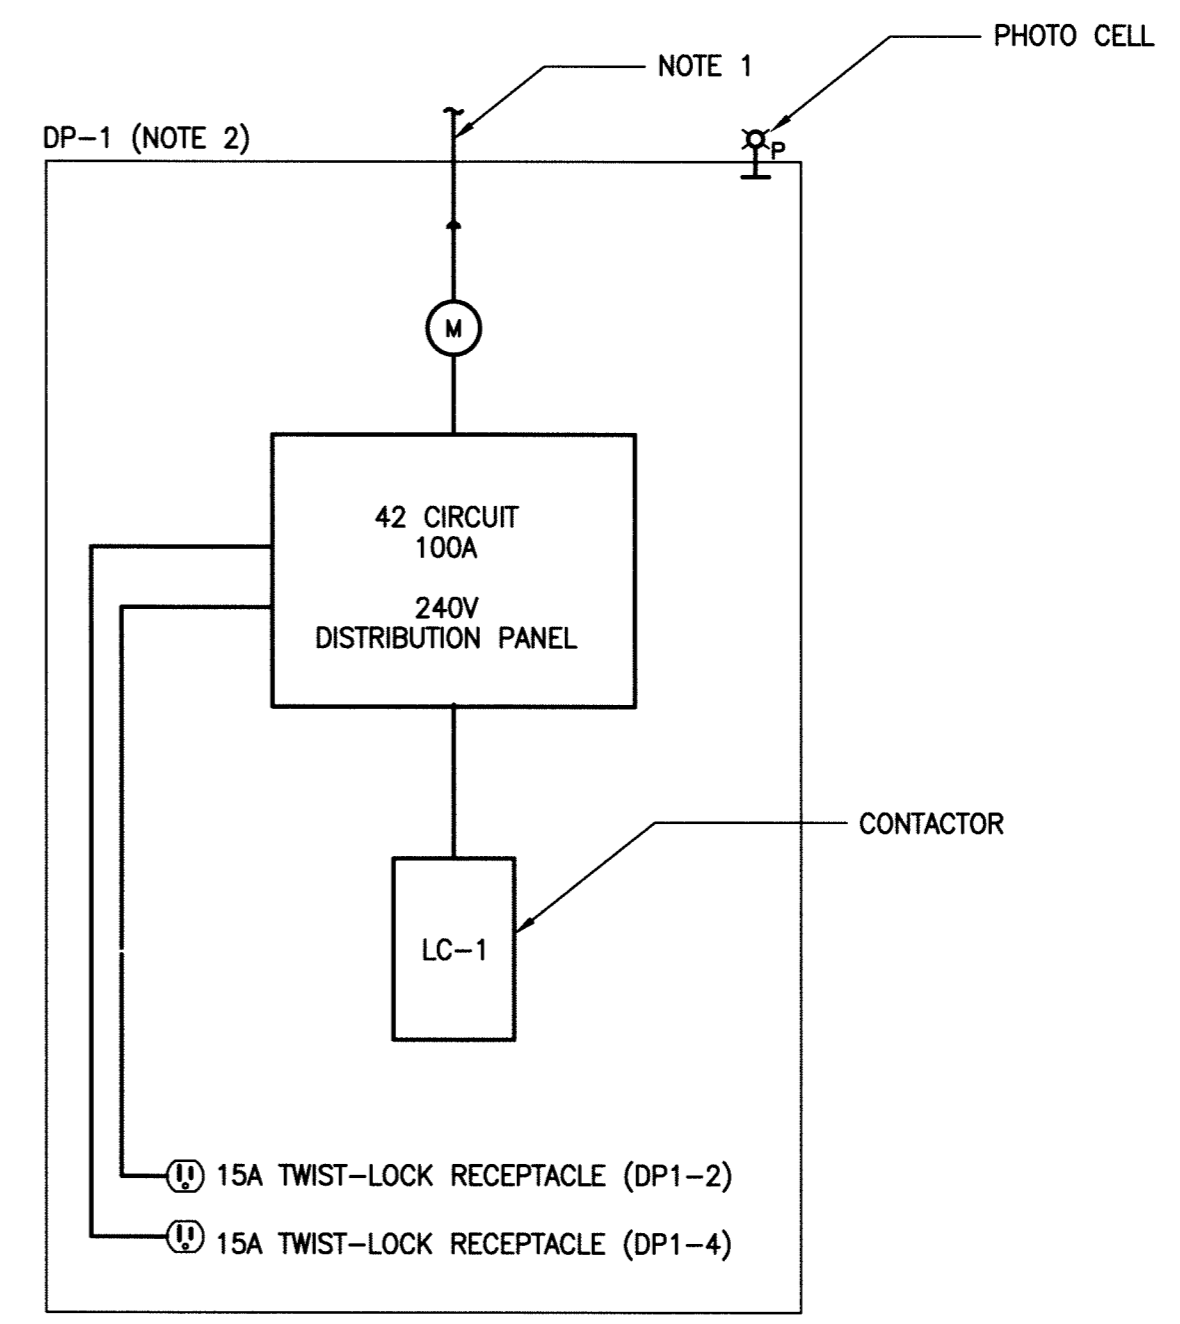 PHOTO CELL
NOTE 1
DP-1 (NOTE 2)
P
M
42 CIRCUIT
100A
240V
DISTRIBUTION PANEL
CONTACTOR
LC-1
15A TWIST-LOCK RECEPTACLE (DP1-2)
15A TWIST-LOCK RECEPTACLE (DP1-4)